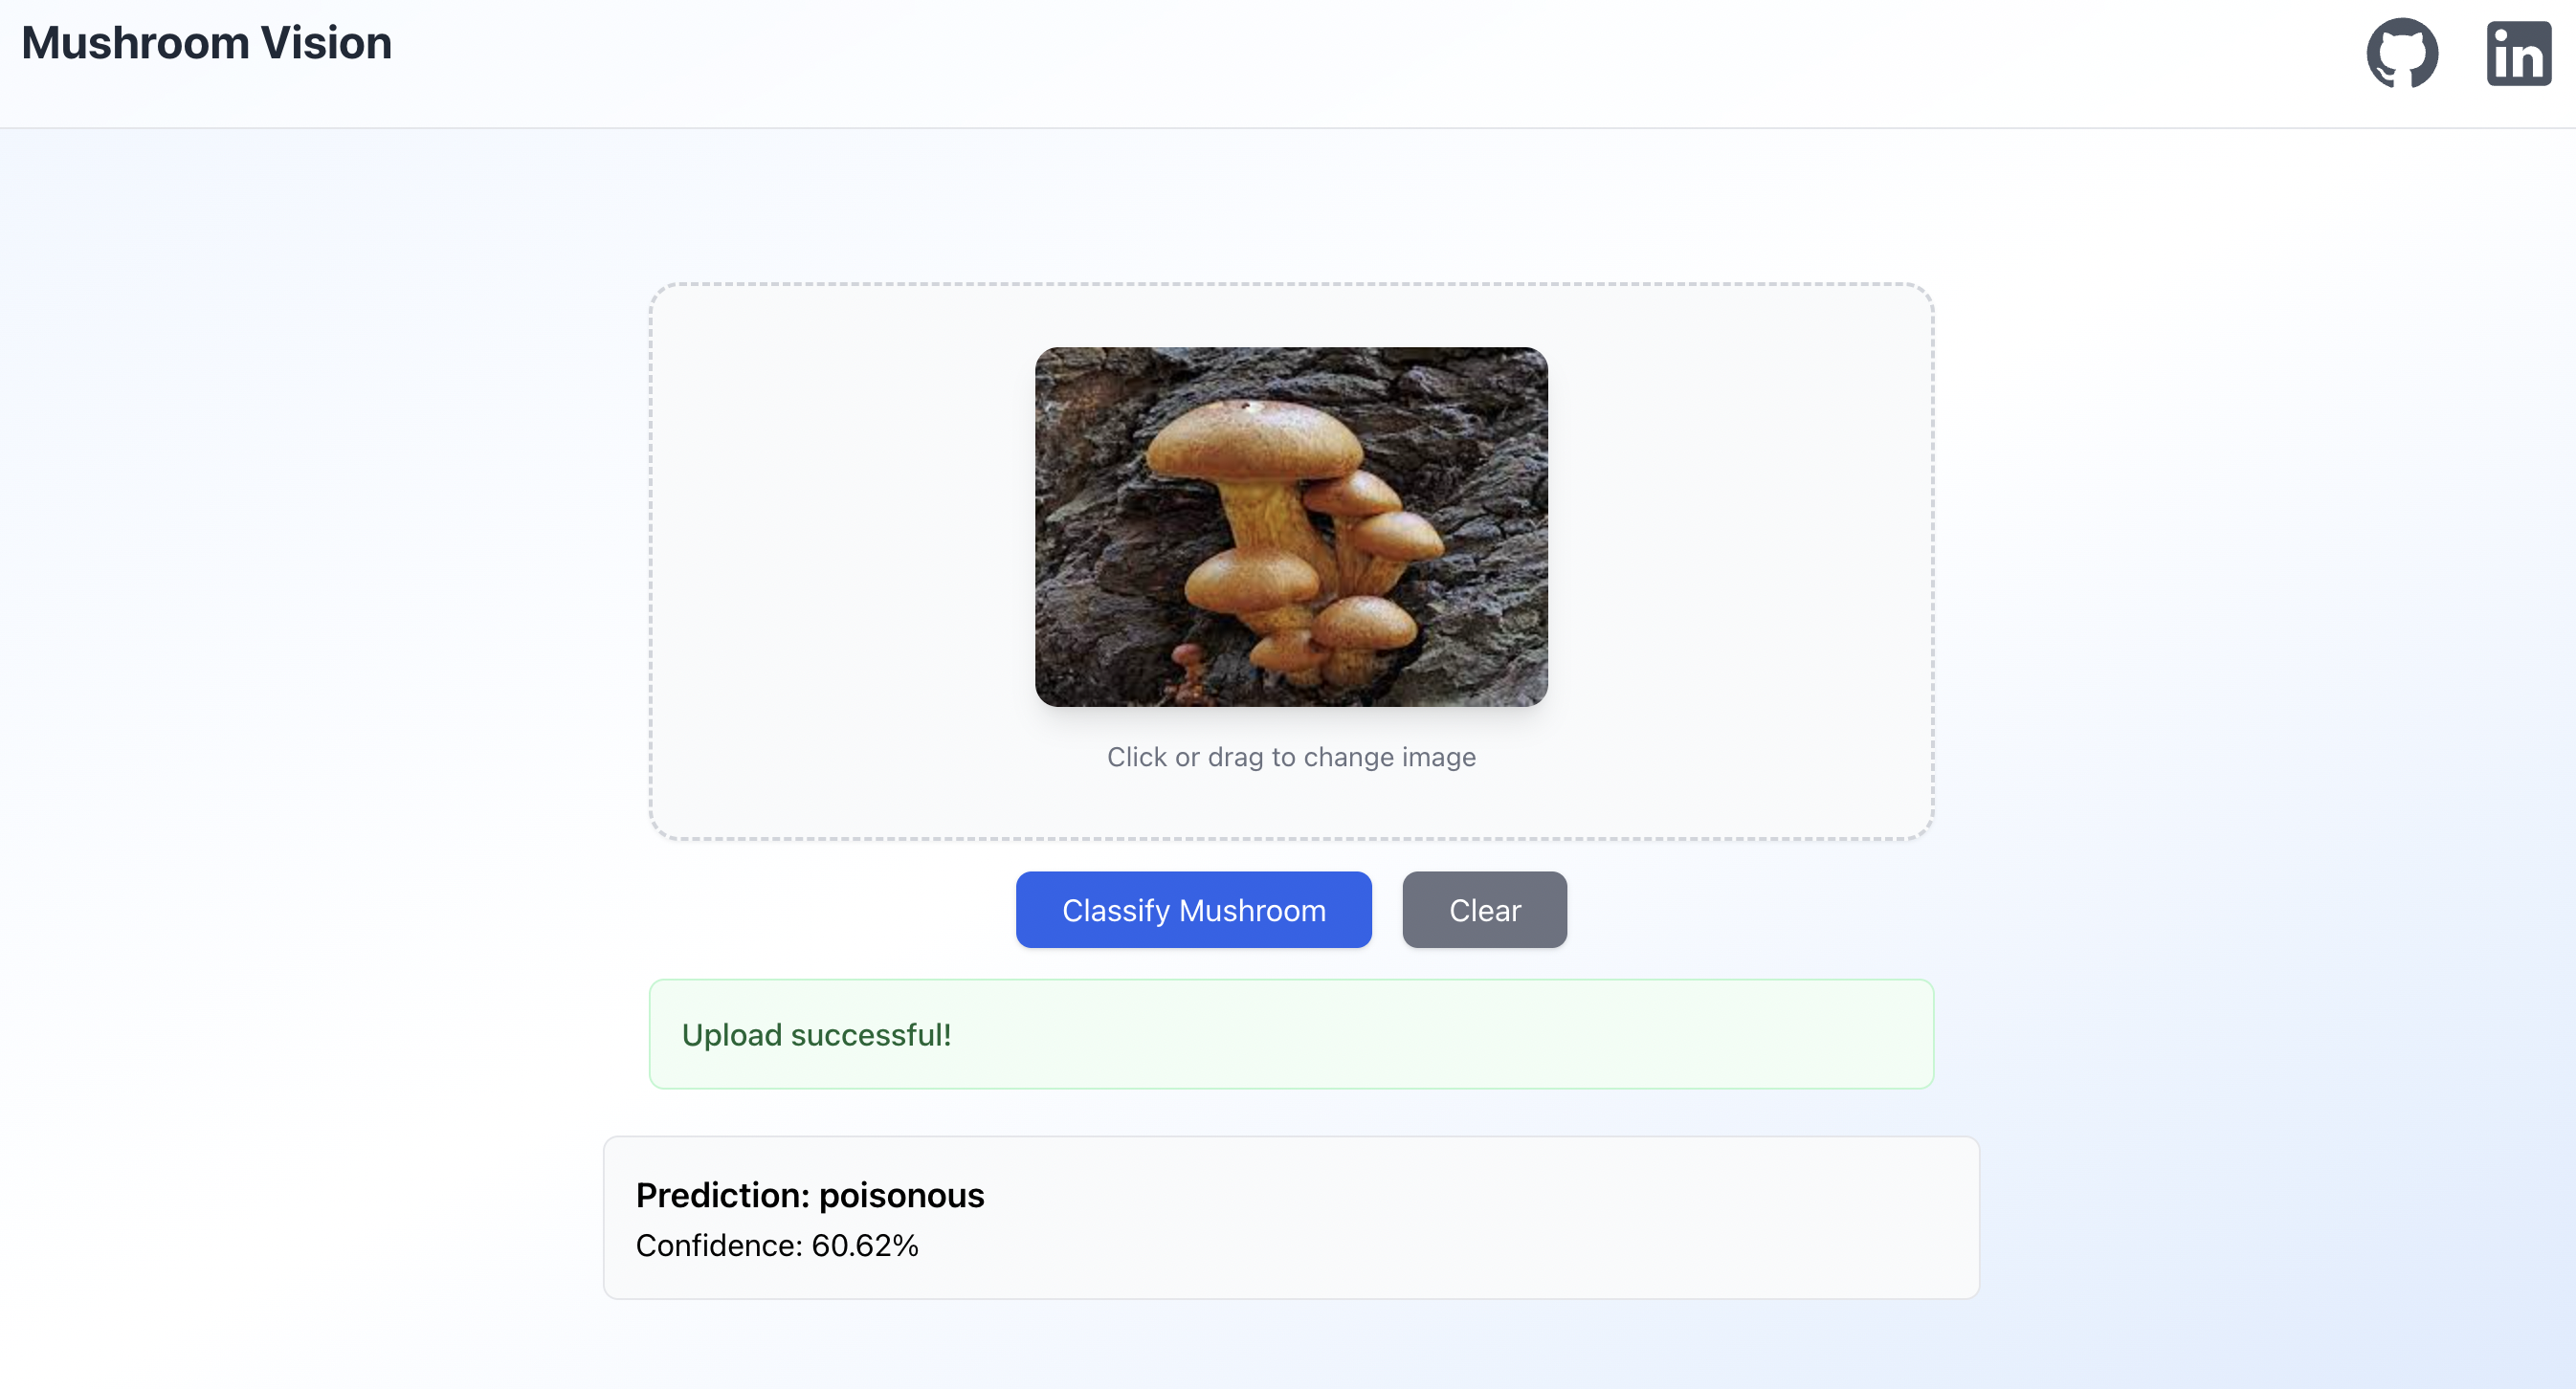 Mushroom Vision
Click or drag to change image
Classify Mushroom
Clear
Upload successful!
Prediction: poisonous
Confidence: 60.62%